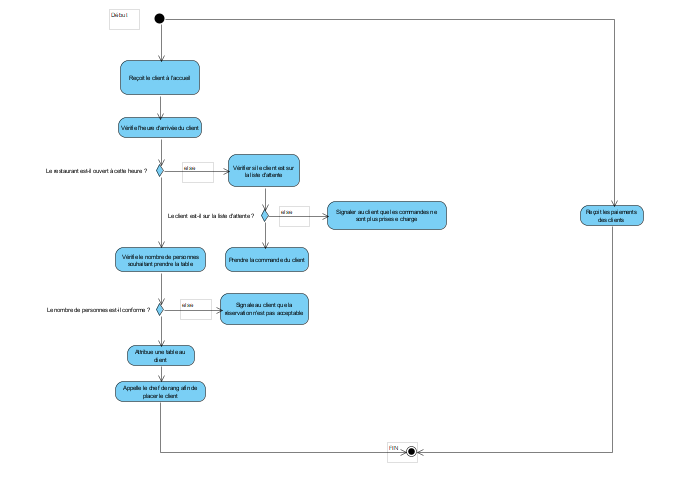 Début
Reçoit le client à l'accueil
Vérifie l'heure d'arrivée du client
Le restaurant est-il ouvert à cette heure ?
else
Vérifier si le client est sur
la liste d'attente
Le client est-il sur la liste d'attente ?
else
Signaler au client que les commandes ne
sont plus prises e charge
Reçoit les paiements
des clients
Vérifie le nombre de personnes
souhaitant prendre la table
Prendre la commande du client
Le nombre de personnes est-il conforme ?
else
Signale au client que la
réservation n'est pas acceptable
Attribue une table au
client
Appelle le chef de rang afin de
placer le client
FIN